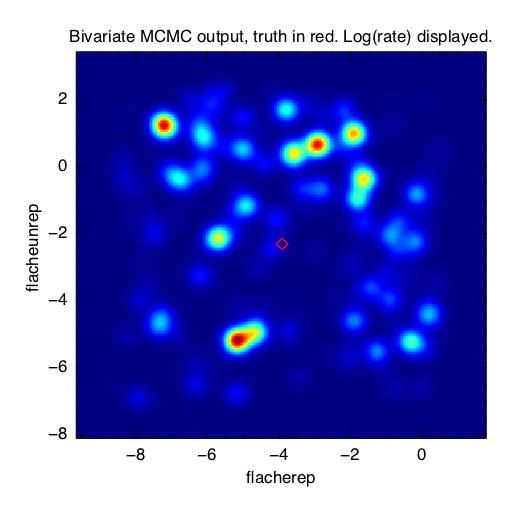 Bivariate MCMC output, truth in red. Log(rate) displayed.
2
0
−2
−4
−6
−8
flacheunrep
−8 −6 −4 −2 0
flacherep